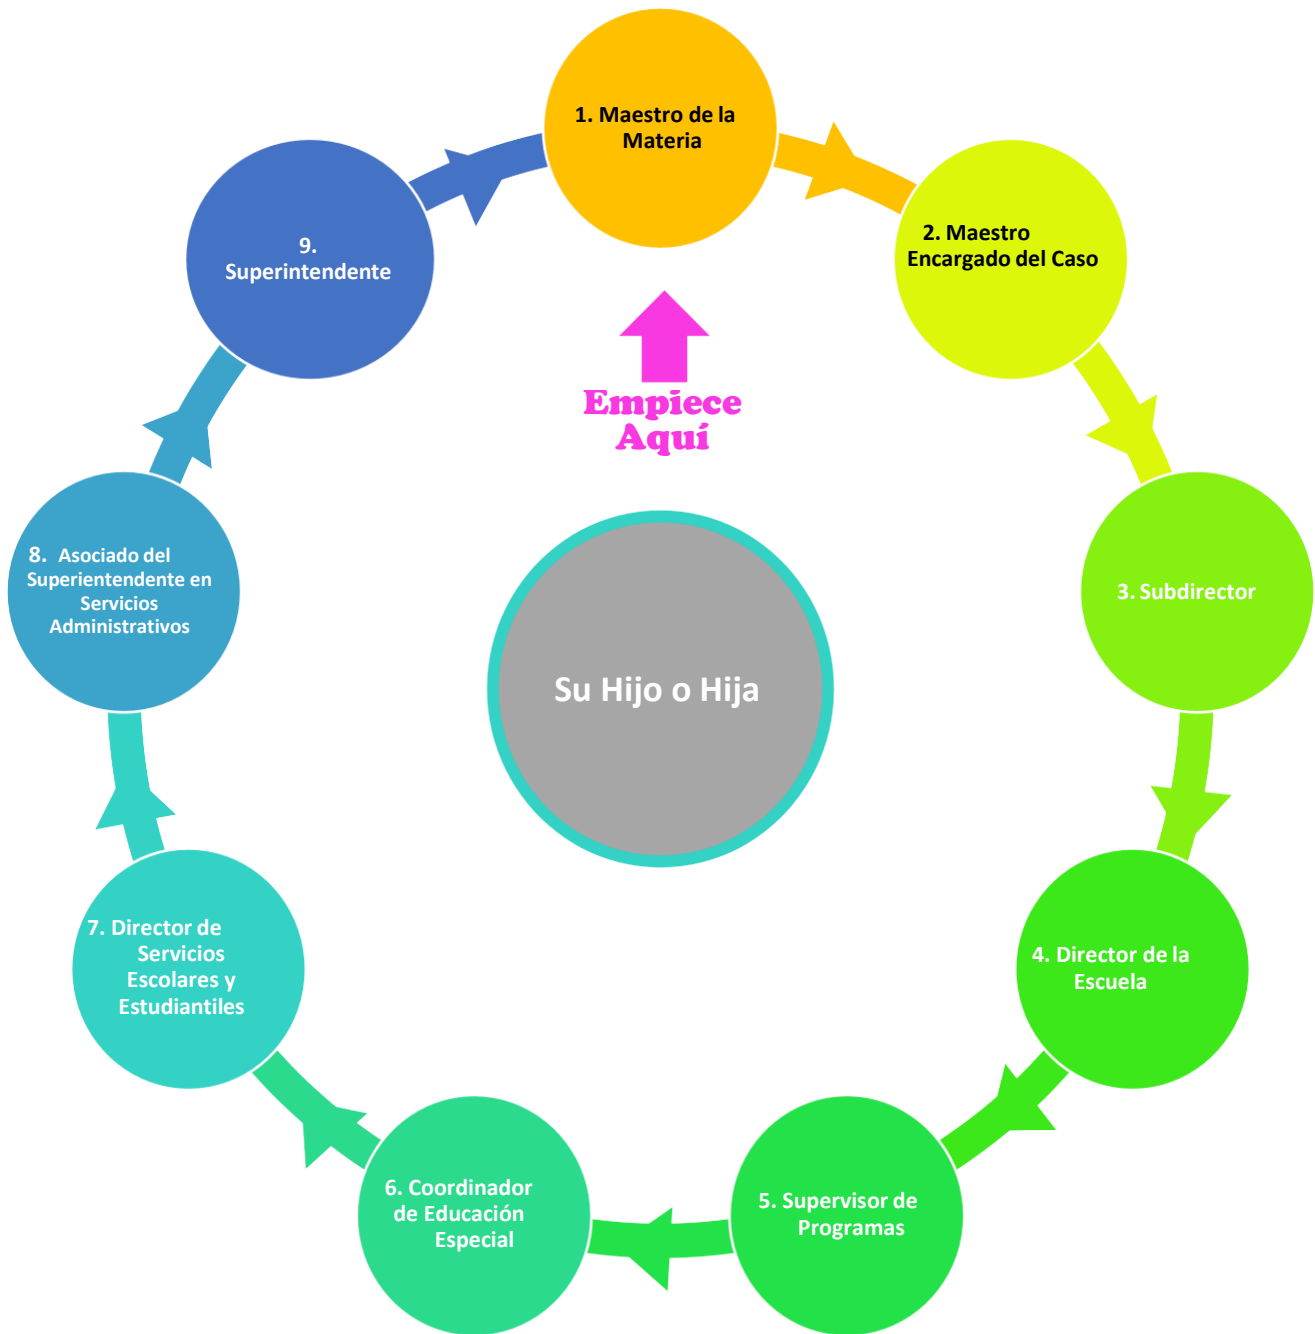 1. Maestro de la
Materia
2. Maestro
Encargado del Caso
3. Subdirector
4. Director de la
Escuela
5. Supervisor de
Programas
6. Coordinador
de Educación
Especial
7. Director de
Servicios
Escolares y
Estudiantiles
8. Asociado del
Superientendente en
Servicios
Administrativos
9.
Superintendente
Empiece
Aquí
Su Hijo o Hija